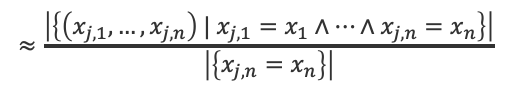 ≈ |{(x_{j,1}, …, x_{j,n}) | x_{j,1} = x_1 ∧ ⋯ ∧ x_{j,n} = x_n}|
|{x_{j,n} = x_n}|